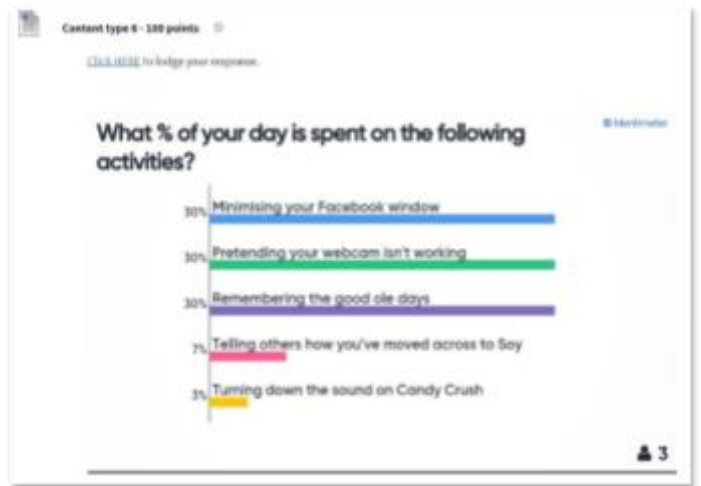 Content type 6 - 100 points
CLICK HERE to lodge your response.
Mentimeter
What % of your day is spent on the following
activities?
30% Minimising your Facebook window
30% Pretending your webcam isn't working
30% Remembering the good ole days
7% Telling others how you've moved across to Soy
3% Turning down the sound on Candy Crush
3